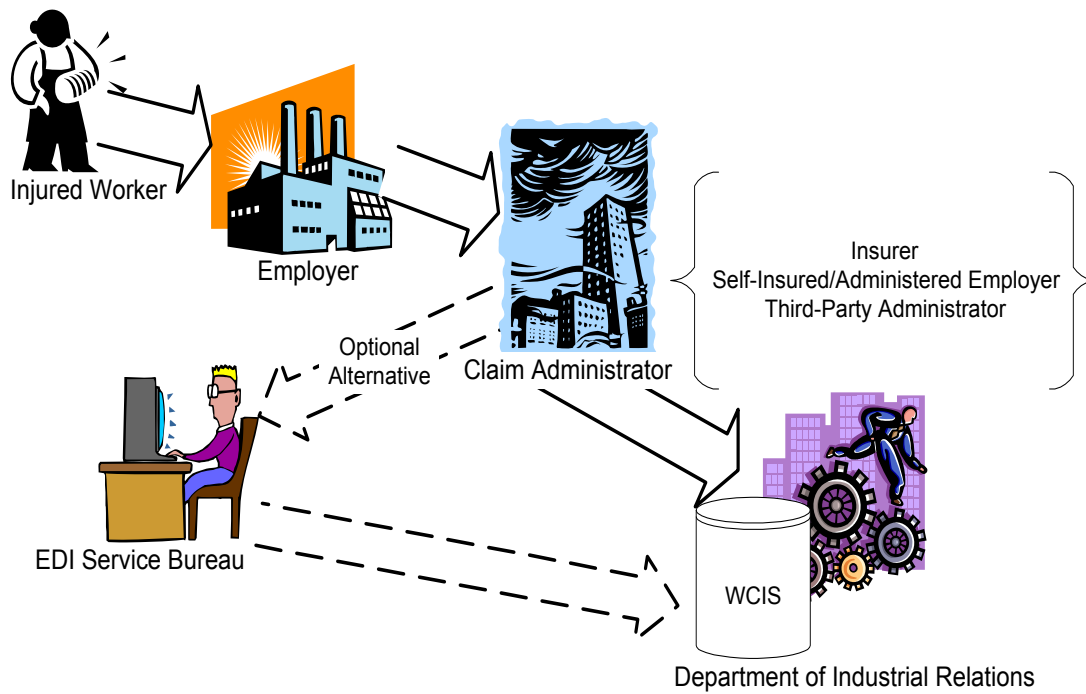 Injured Worker
Employer
Insurer
Self-Insured/Administered Employer
Third-Party Administrator
Optional
Alternative
Claim Administrator
EDI Service Bureau
WCIS
Department of Industrial Relations